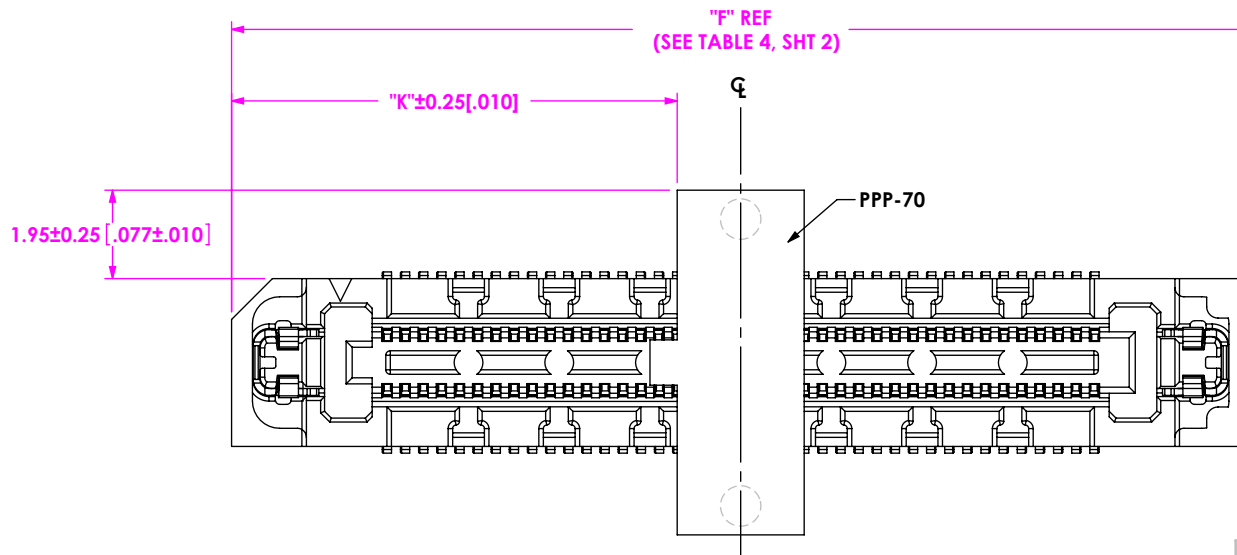 "F" REF
(SEE TABLE 4, SHT 2)
℄
"K"±0.25[.010]
PPP-70
1.95±0.25[.077±.010]